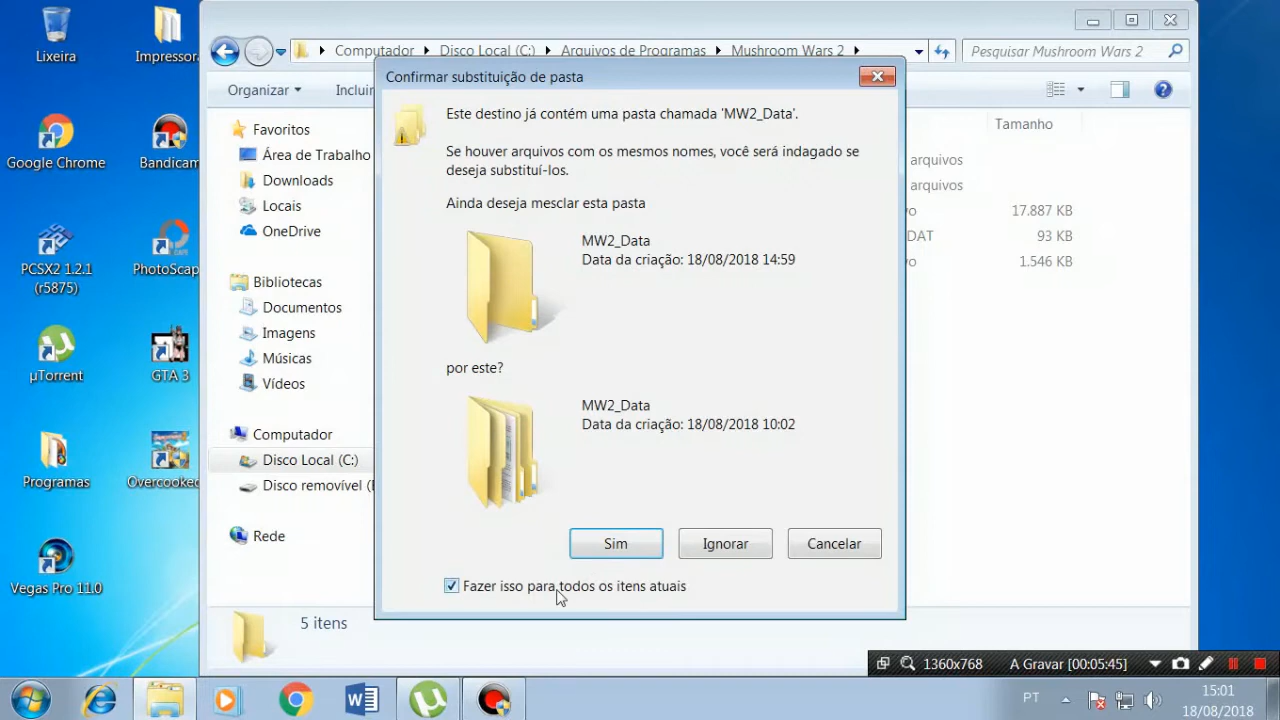 Lixeira
Impressor
Google Chrome
Bandicam
PCSX2 1.2.1
(r5875)
PhotoScap
µTorrent
GTA 3
Programas
Overcooked
Vegas Pro 11.0
Computador
Disco Local (C:)
Arquivos de Programas
Mushroom Wars 2
Pesquisar Mushroom Wars 2
Organizar
Incluir
Favoritos
Área de Trabalho
Downloads
Locais
OneDrive
Bibliotecas
Documentos
Imagens
Músicas
Vídeos
Computador
Disco Local (C:)
Disco removível (
Rede
Confirmar substituição de pasta
Este destino já contém uma pasta chamada 'MW2_Data'.
Se houver arquivos com os mesmos nomes, você será indagado se
deseja substituí-los.
Ainda deseja mesclar esta pasta
MW2_Data
Data da criação: 18/08/2018 14:59
por este?
MW2_Data
Data da criação: 18/08/2018 10:02
Sim
Ignorar
Cancelar
Fazer isso para todos os itens atuais
Tamanho
arquivos
arquivos
vo 17.887 KB
DAT 93 KB
vo 1.546 KB
5 itens
1360x768 A Gravar [00:05:45]
PT
15:01
18/08/2018